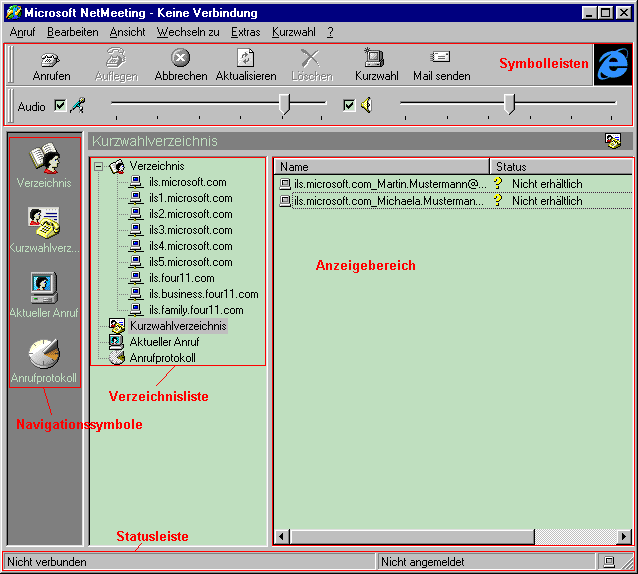 Microsoft NetMeeting - Keine Verbindung
Anruf Bearbeiten Ansicht Wechseln zu Extras Kurzwahl ?
Anrufen Auflegen Abbrechen Aktualisieren Löschen Kurzwahl Mail senden
Symbolleisten
Audio
Kurzwahlverzeichnis
Verzeichnis
Kurzwahlverz...
Aktueller Anruf
Anrufprotokoll
Navigationssymbole
Verzeichnis
ils.microsoft.com
ils1.microsoft.com
ils2.microsoft.com
ils3.microsoft.com
ils4.microsoft.com
ils5.microsoft.com
ils.four11.com
ils.business.four11.com
ils.family.four11.com
Kurzwahlverzeichnis
Aktueller Anruf
Anrufprotokoll
Verzeichnisliste
Name Status
ils.microsoft.com_Martin.Mustermann@... Nicht erhältlich
ils.microsoft.com_Michaela.Musterman... Nicht erhältlich
Anzeigebereich
Statusleiste
Nicht verbunden Nicht angemeldet